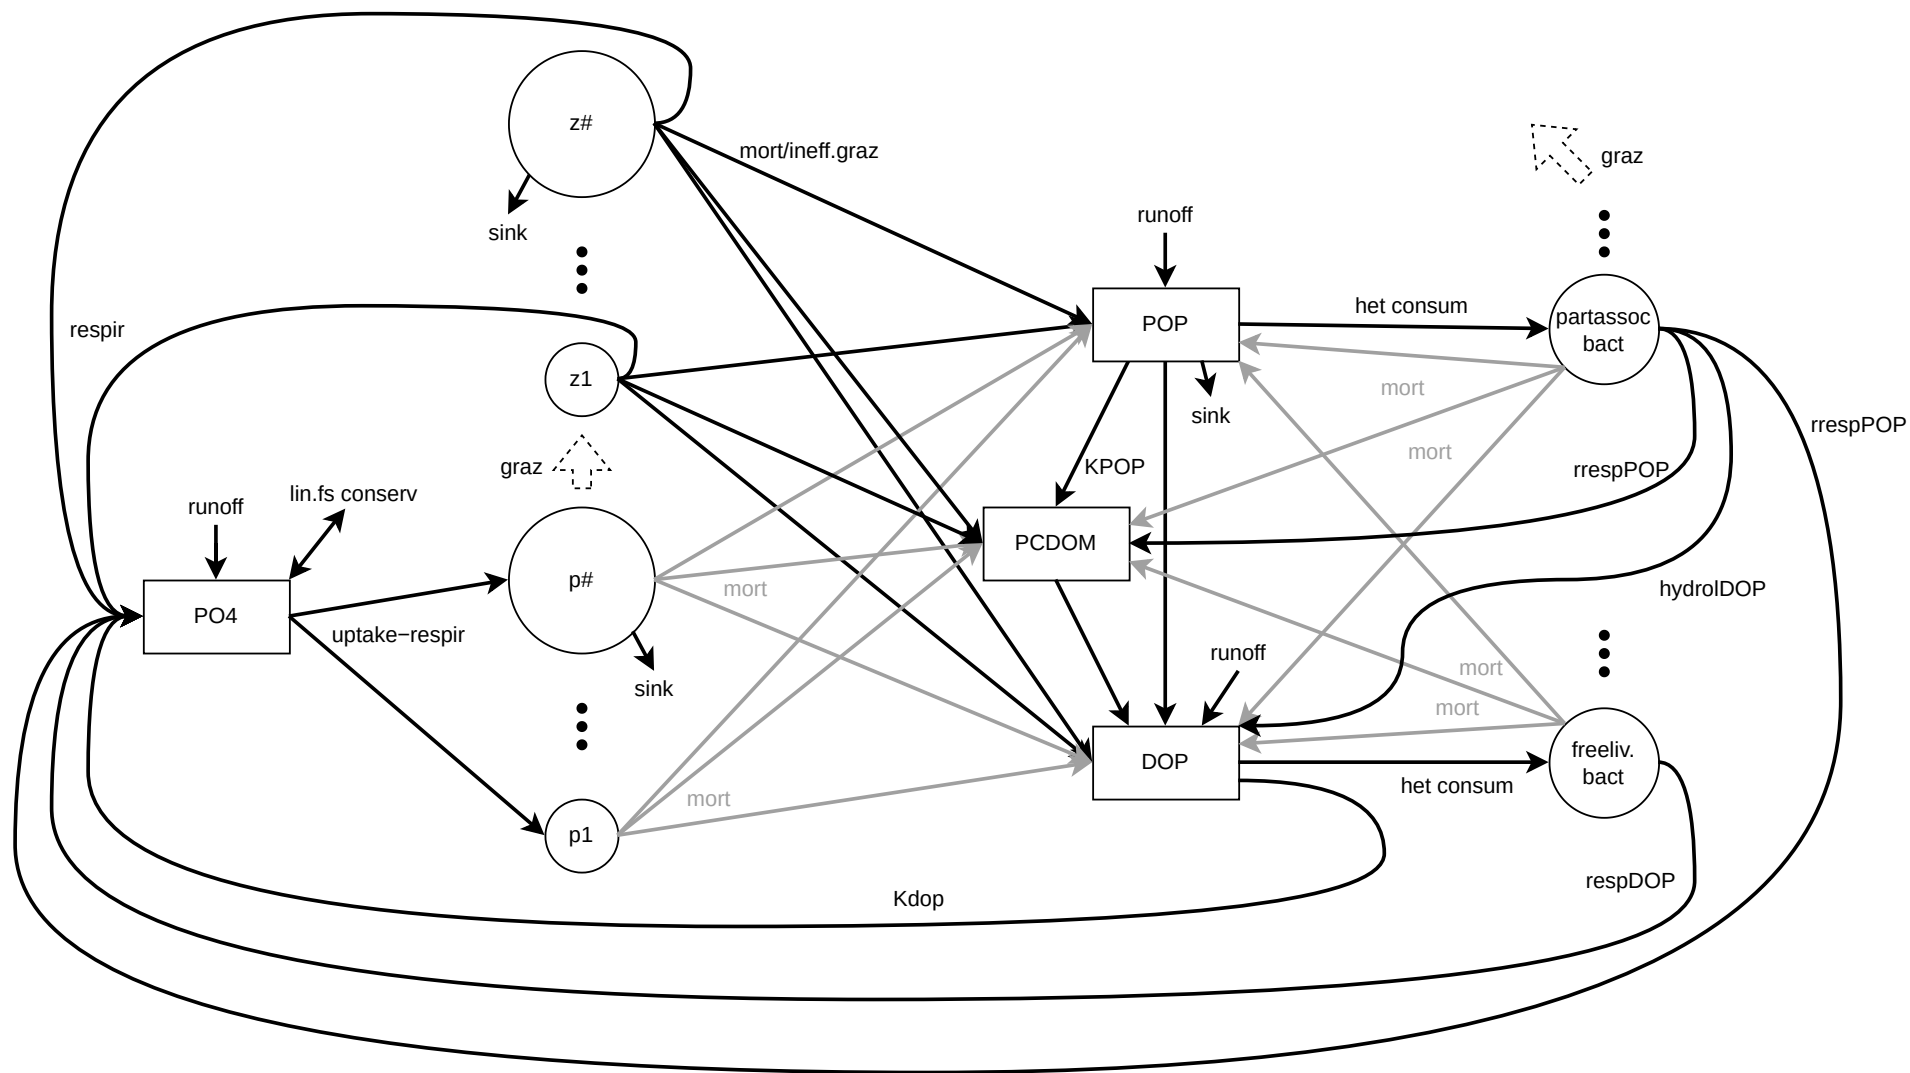 z#
mort/ineff.graz
graz
sink
runoff
respir
het consum
POP
partassoc
bact
z1
mort
sink
rrespPOP
mort
graz
KPOP
rrespPOP
lin.fs conserv
runoff
PCDOM
p#
mort
hydrolDOP
PO4
uptake−respir
runoff
mort
sink
mort
DOP
freeliv.
bact
het consum
mort
p1
respDOP
Kdop